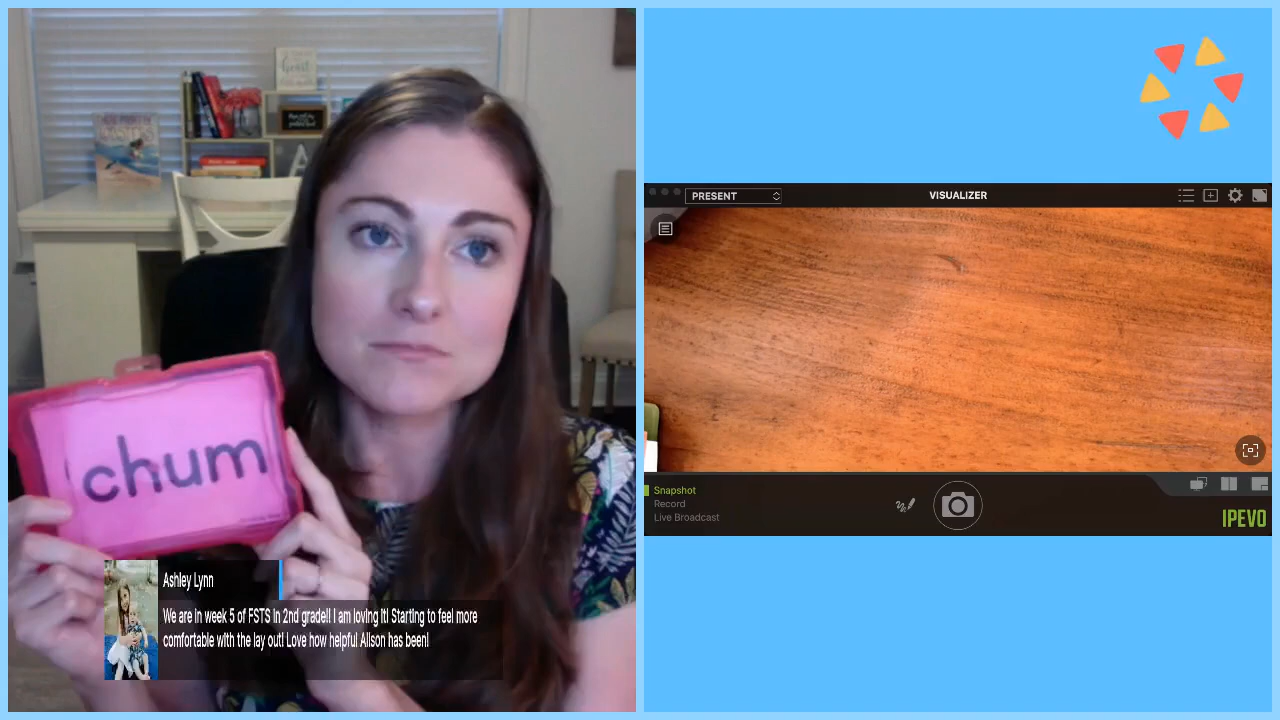 heart
A
chum
Ashley Lynn
We are in week 5 of FSTS in 2nd grade!! I am loving it! Starting to feel more
comfortable with the lay out! Love how helpful Alison has been!
PRESENT
VISUALIZER
Snapshot
Record
Live Broadcast
IPEVO